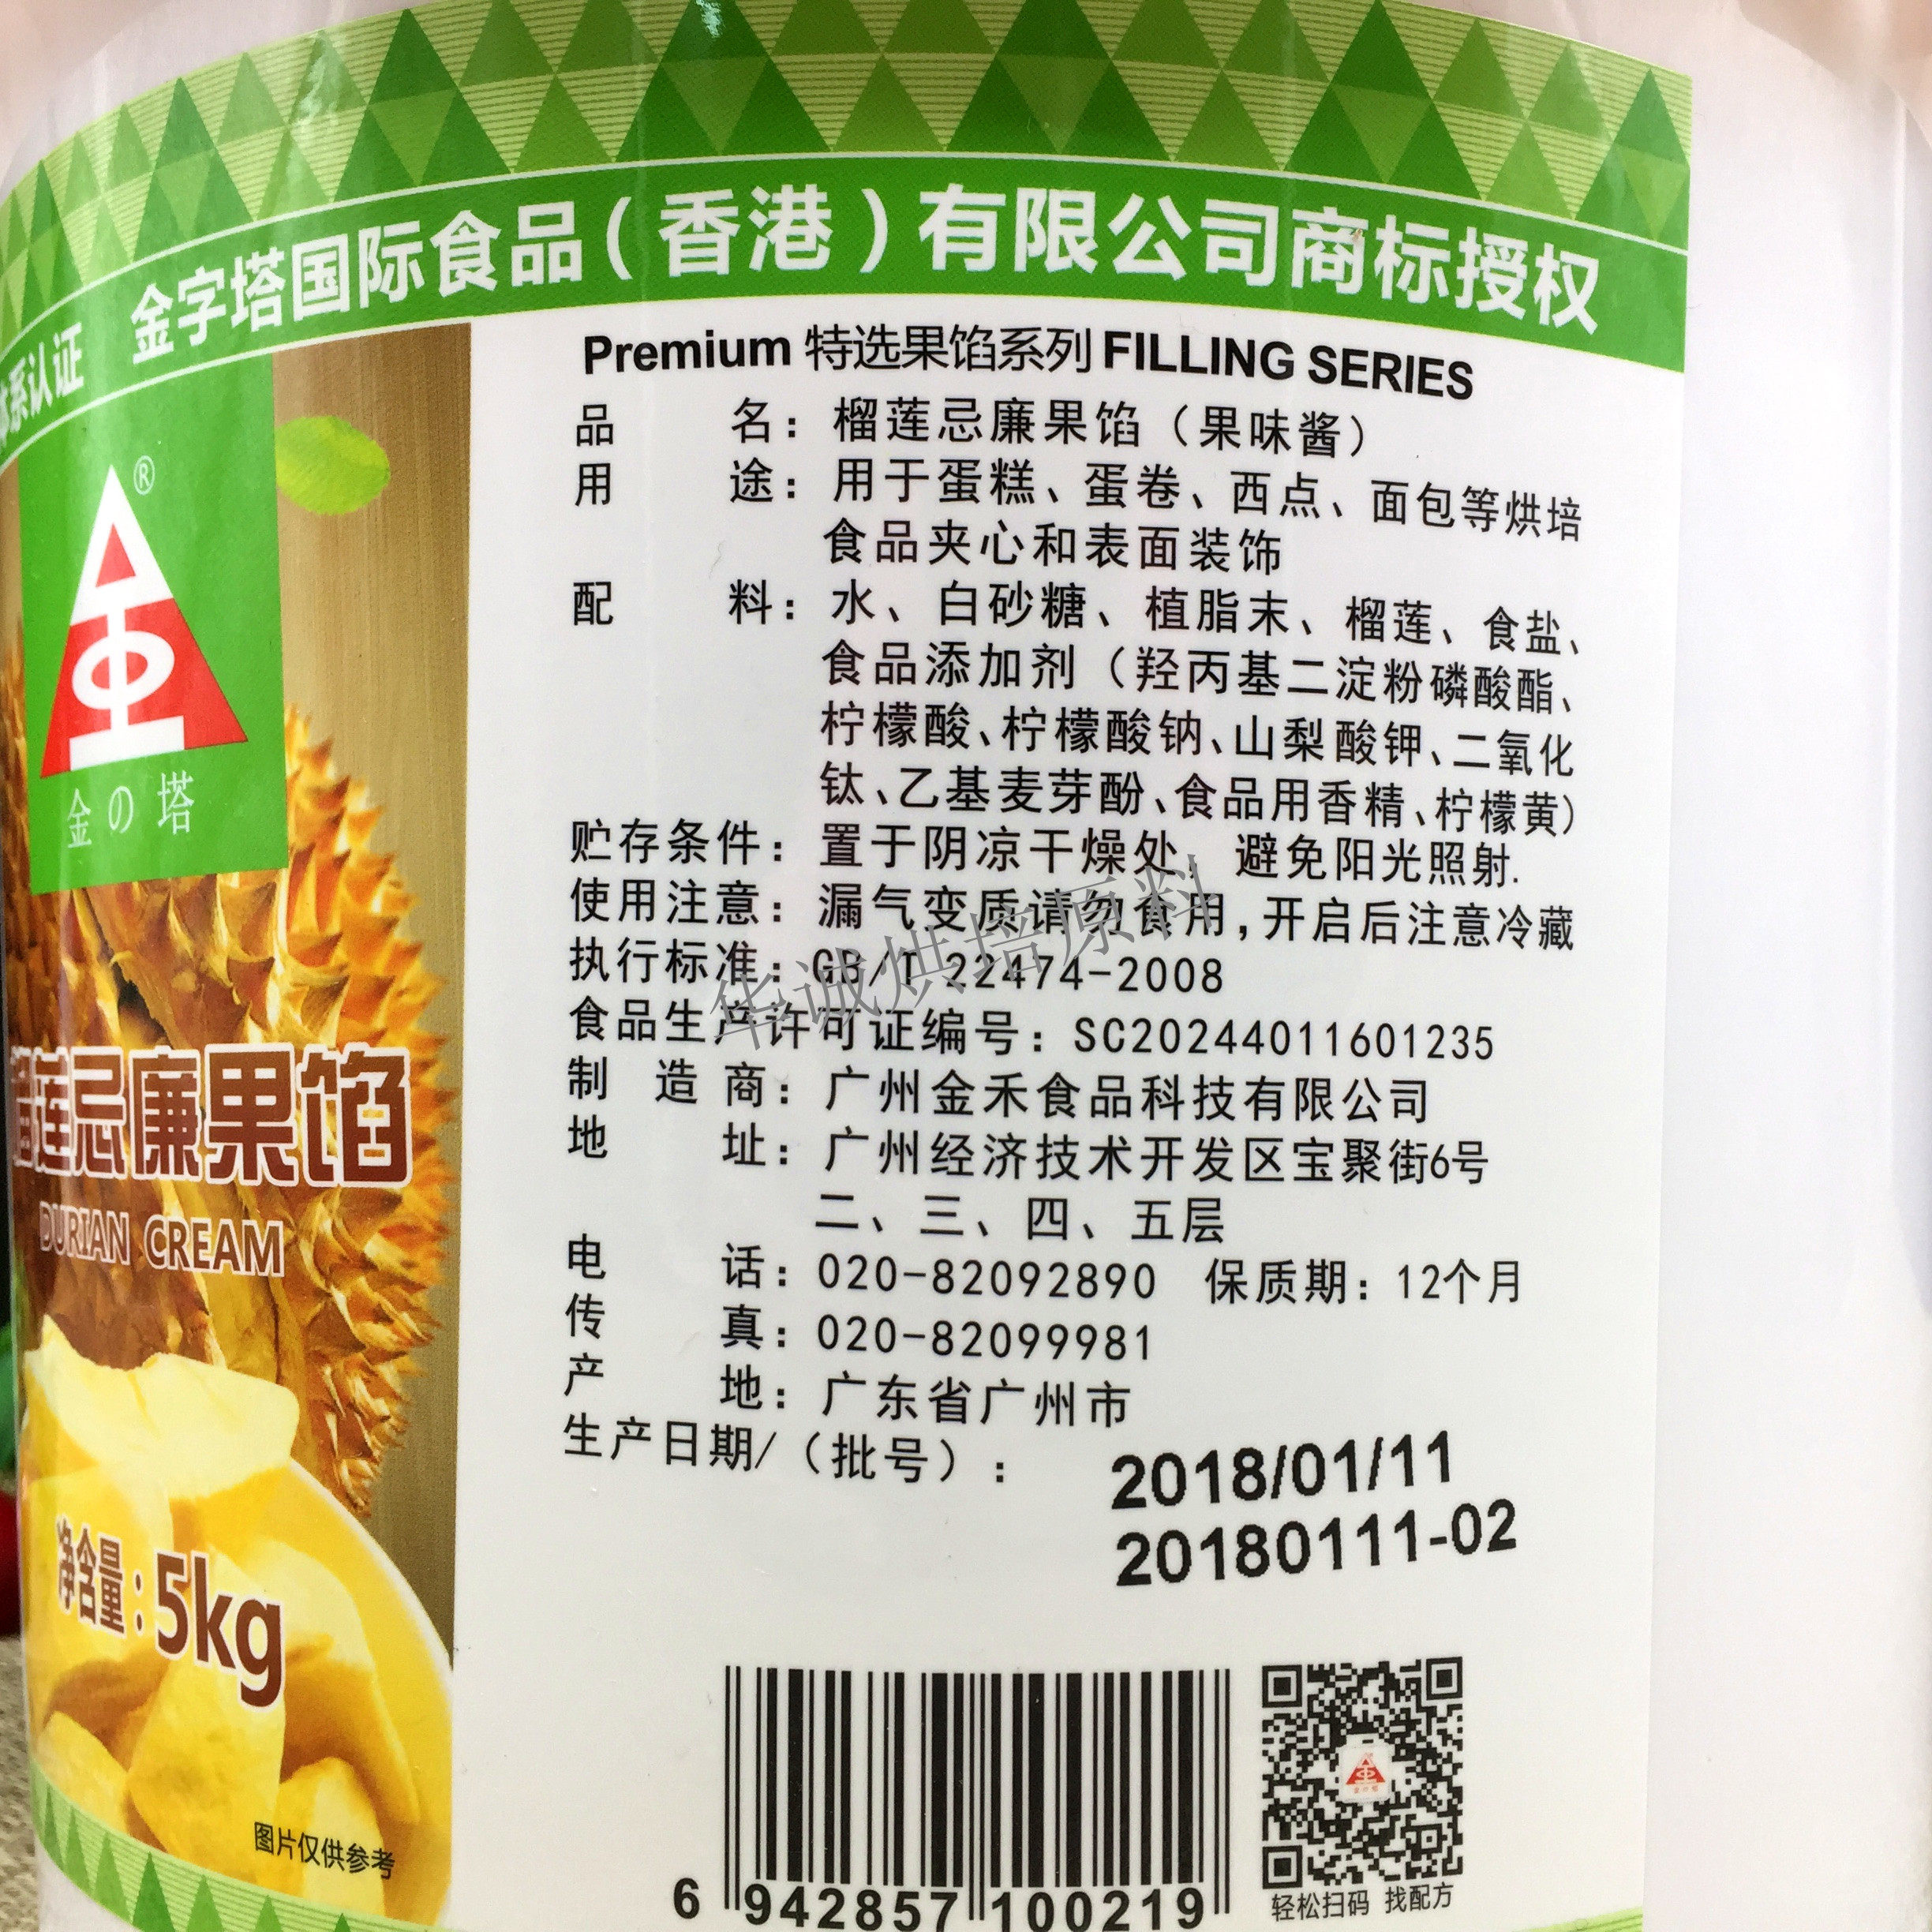 体系认证 金字塔国际食品（香港）有限公司商标授权
®
金の塔
榴莲忌廉果馅
DURIAN CREAM
净含量：5kg
图片仅供参考
Premium 特选果馅系列 FILLING SERIES
品 名：榴莲忌廉果馅（果味酱）
用 途：用于蛋糕、蛋卷、西点、面包等烘培
食品夹心和表面装饰
配 料：水、白砂糖、植脂末、榴莲、食盐、
食品添加剂（羟丙基二淀粉磷酸酯、
柠檬酸、柠檬酸钠、山梨酸钾、二氧化
钛、乙基麦芽酚、食品用香精、柠檬黄）
贮存条件：置于阴凉干燥处，避免阳光照射.
使用注意：漏气变质请勿食用,开启后注意冷藏
执行标准：GB/T 22474-2008
食品生产许可证编号：SC20244011601235
制 造 商：广州金禾食品科技有限公司
地 址：广州经济技术开发区宝聚街6号
二、三、四、五层
电 话：020-82092890 保质期：12个月
传 真：020-82099981
产 地：广东省广州市
生产日期/（批号）：
2018/01/11
20180111-02
6 942857 100219
轻松扫码 找配方
华诚烘培原料